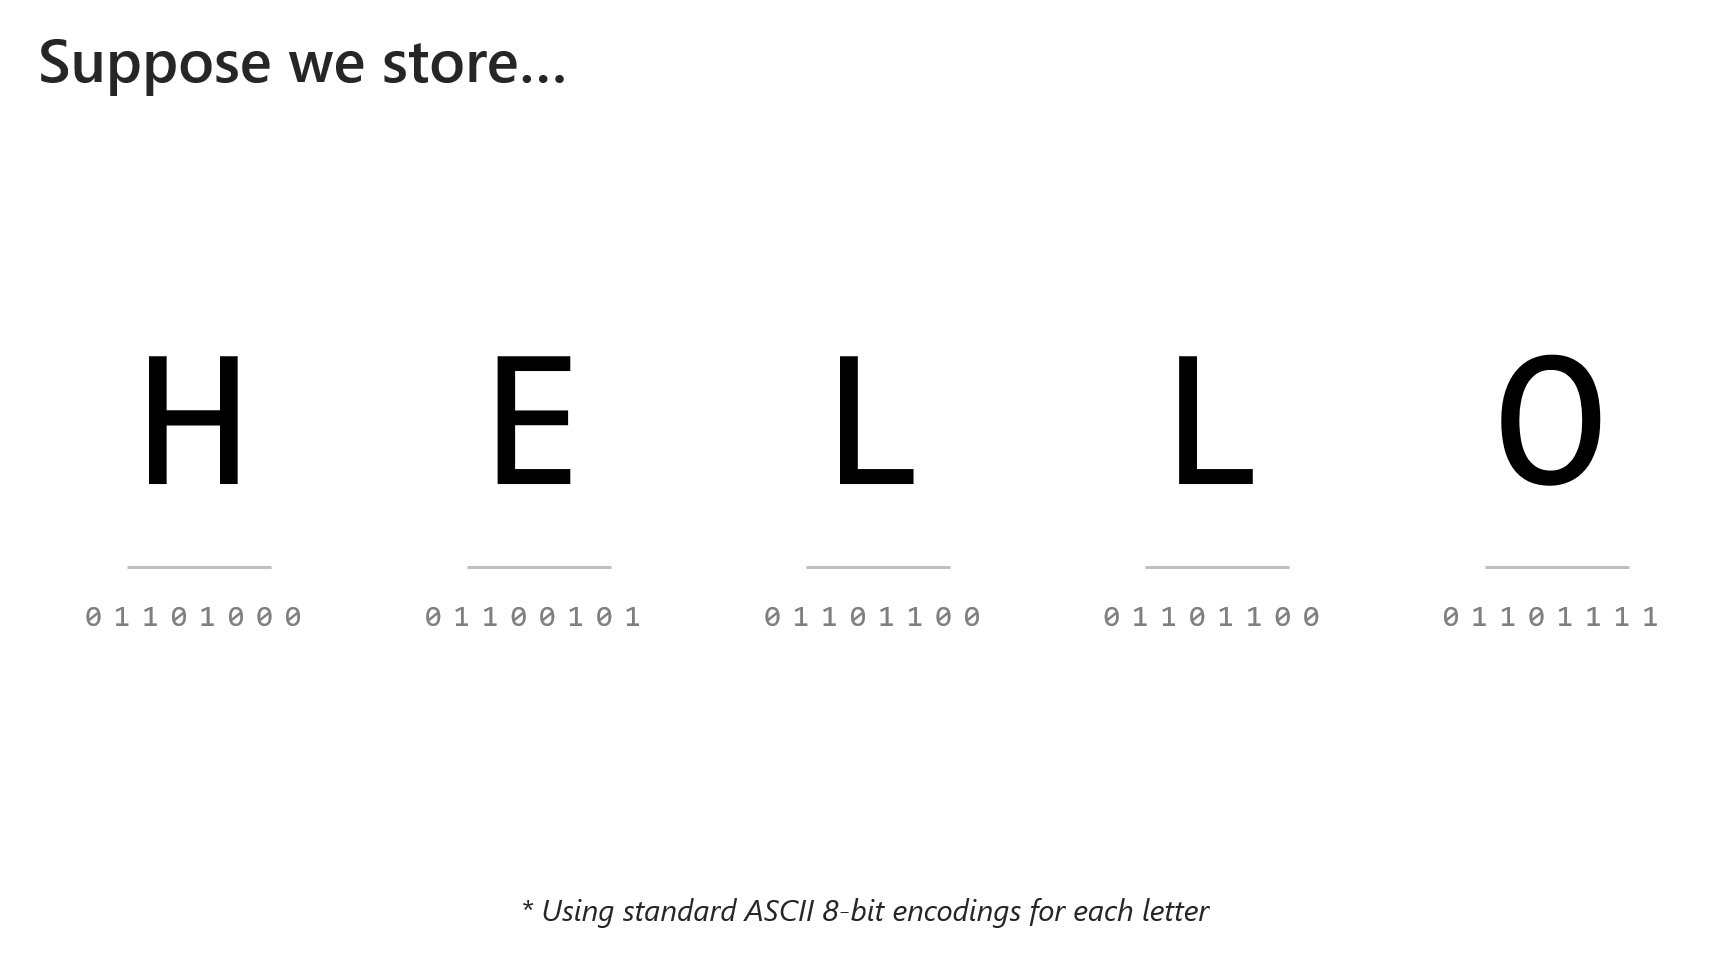 Suppose we store...
H E L L O
01101000 01100101 01101100 01101100 01101111
* Using standard ASCII 8-bit encodings for each letter